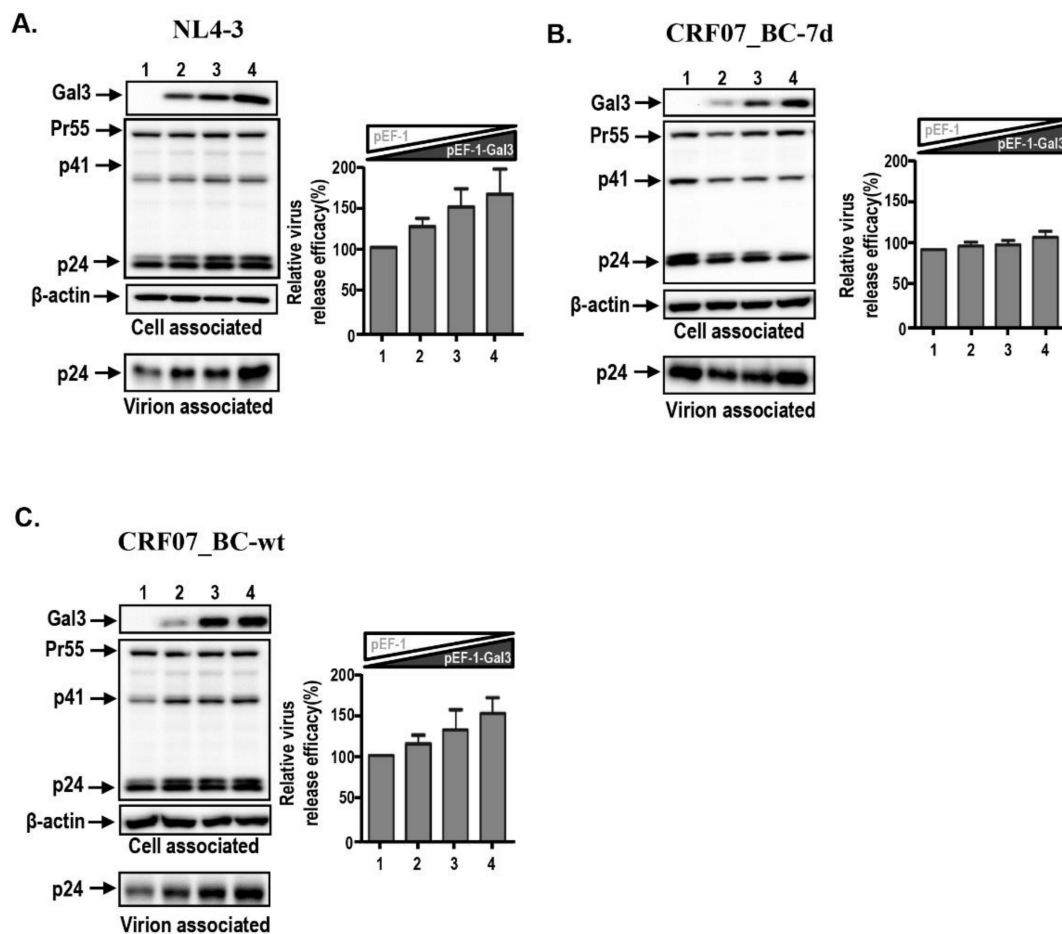 A.
NL4-3
1 2 3 4
Gal3
Pr55
p41
p24
β-actin
Cell associated
p24
Virion associated
pEF-1
pEF-1-Gal3
Relative virus
release efficacy(%)
200
150
100
50
0
1 2 3 4
B.
CRF07_BC-7d
1 2 3 4
Gal3
Pr55
p41
p24
β-actin
Cell associated
p24
Virion associated
pEF-1
pEF-1-Gal3
Relative virus
release efficacy(%)
200
150
100
50
0
1 2 3 4
C.
CRF07_BC-wt
1 2 3 4
Gal3
Pr55
p41
p24
β-actin
Cell associated
p24
Virion associated
pEF-1
pEF-1-Gal3
Relative virus
release efficacy(%)
200
150
100
50
0
1 2 3 4